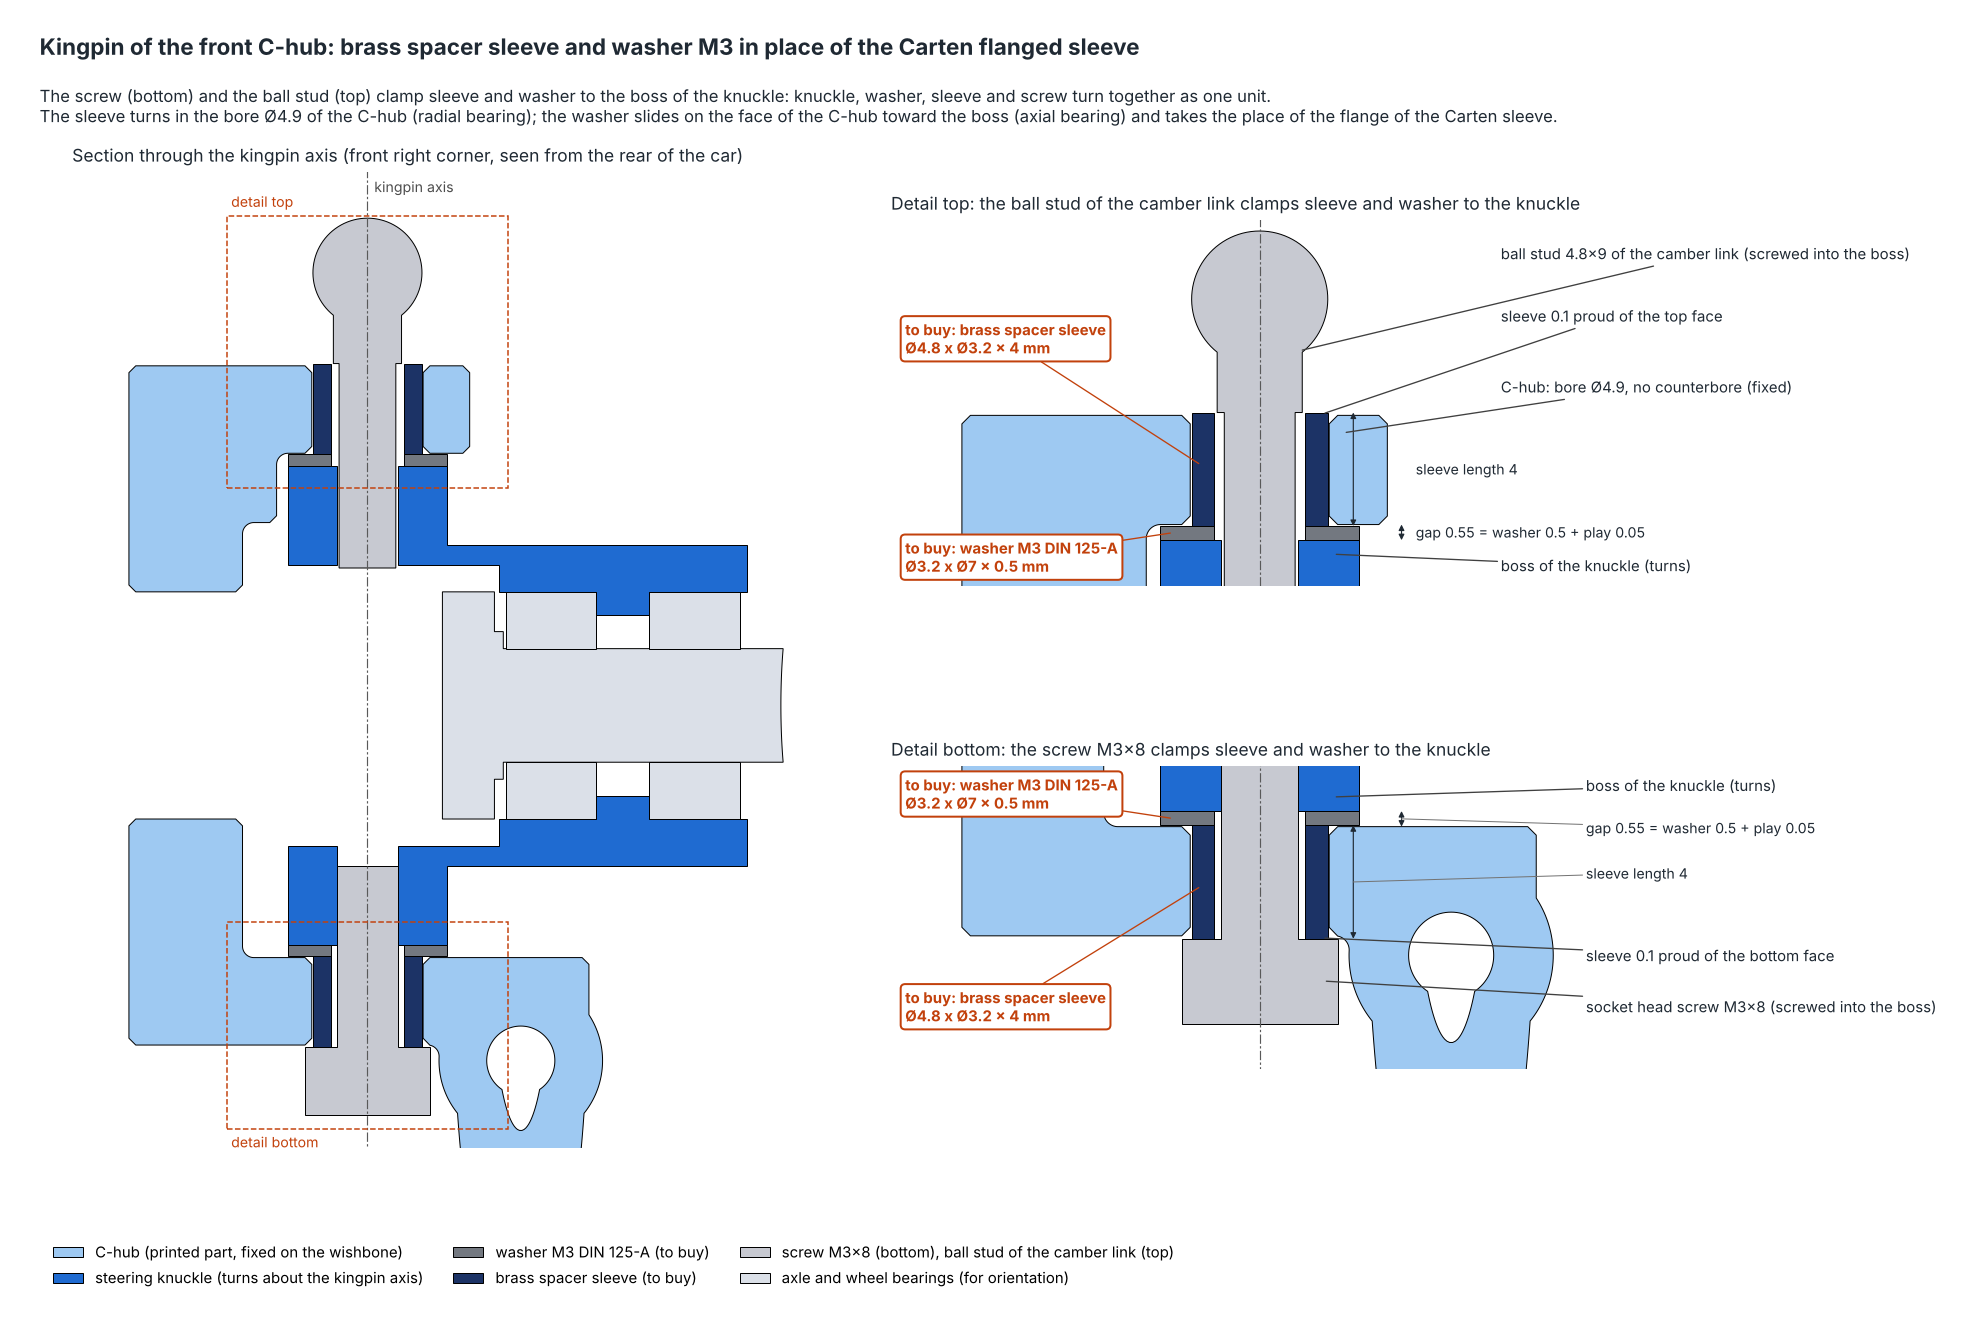 Kingpin of the front C-hub: brass spacer sleeve and washer M3 in place of the Carten flanged sleeve
The screw (bottom) and the ball stud (top) clamp sleeve and washer to the boss of the knuckle: knuckle, washer, sleeve and screw turn together as one unit.
The sleeve turns in the bore Ø4.9 of the C-hub (radial bearing); the washer slides on the face of the C-hub toward the boss (axial bearing) and takes the place of the flange of the Carten sleeve.
Section through the kingpin axis (front right corner, seen from the rear of the car)
kingpin axis
detail top
detail bottom
Detail top: the ball stud of the camber link clamps sleeve and washer to the knuckle
ball stud 4.8×9 of the camber link (screwed into the boss)
sleeve 0.1 proud of the top face
to buy: brass spacer sleeve
Ø4.8 x Ø3.2 × 4 mm
C-hub: bore Ø4.9, no counterbore (fixed)
sleeve length 4
gap 0.55 = washer 0.5 + play 0.05
to buy: washer M3 DIN 125-A
Ø3.2 x Ø7 × 0.5 mm
boss of the knuckle (turns)
Detail bottom: the screw M3×8 clamps sleeve and washer to the knuckle
to buy: washer M3 DIN 125-A
Ø3.2 x Ø7 × 0.5 mm
boss of the knuckle (turns)
gap 0.55 = washer 0.5 + play 0.05
sleeve length 4
sleeve 0.1 proud of the bottom face
to buy: brass spacer sleeve
Ø4.8 x Ø3.2 × 4 mm
socket head screw M3×8 (screwed into the boss)
C-hub (printed part, fixed on the wishbone)
steering knuckle (turns about the kingpin axis)
washer M3 DIN 125-A (to buy)
brass spacer sleeve (to buy)
screw M3×8 (bottom), ball stud of the camber link (top)
axle and wheel bearings (for orientation)